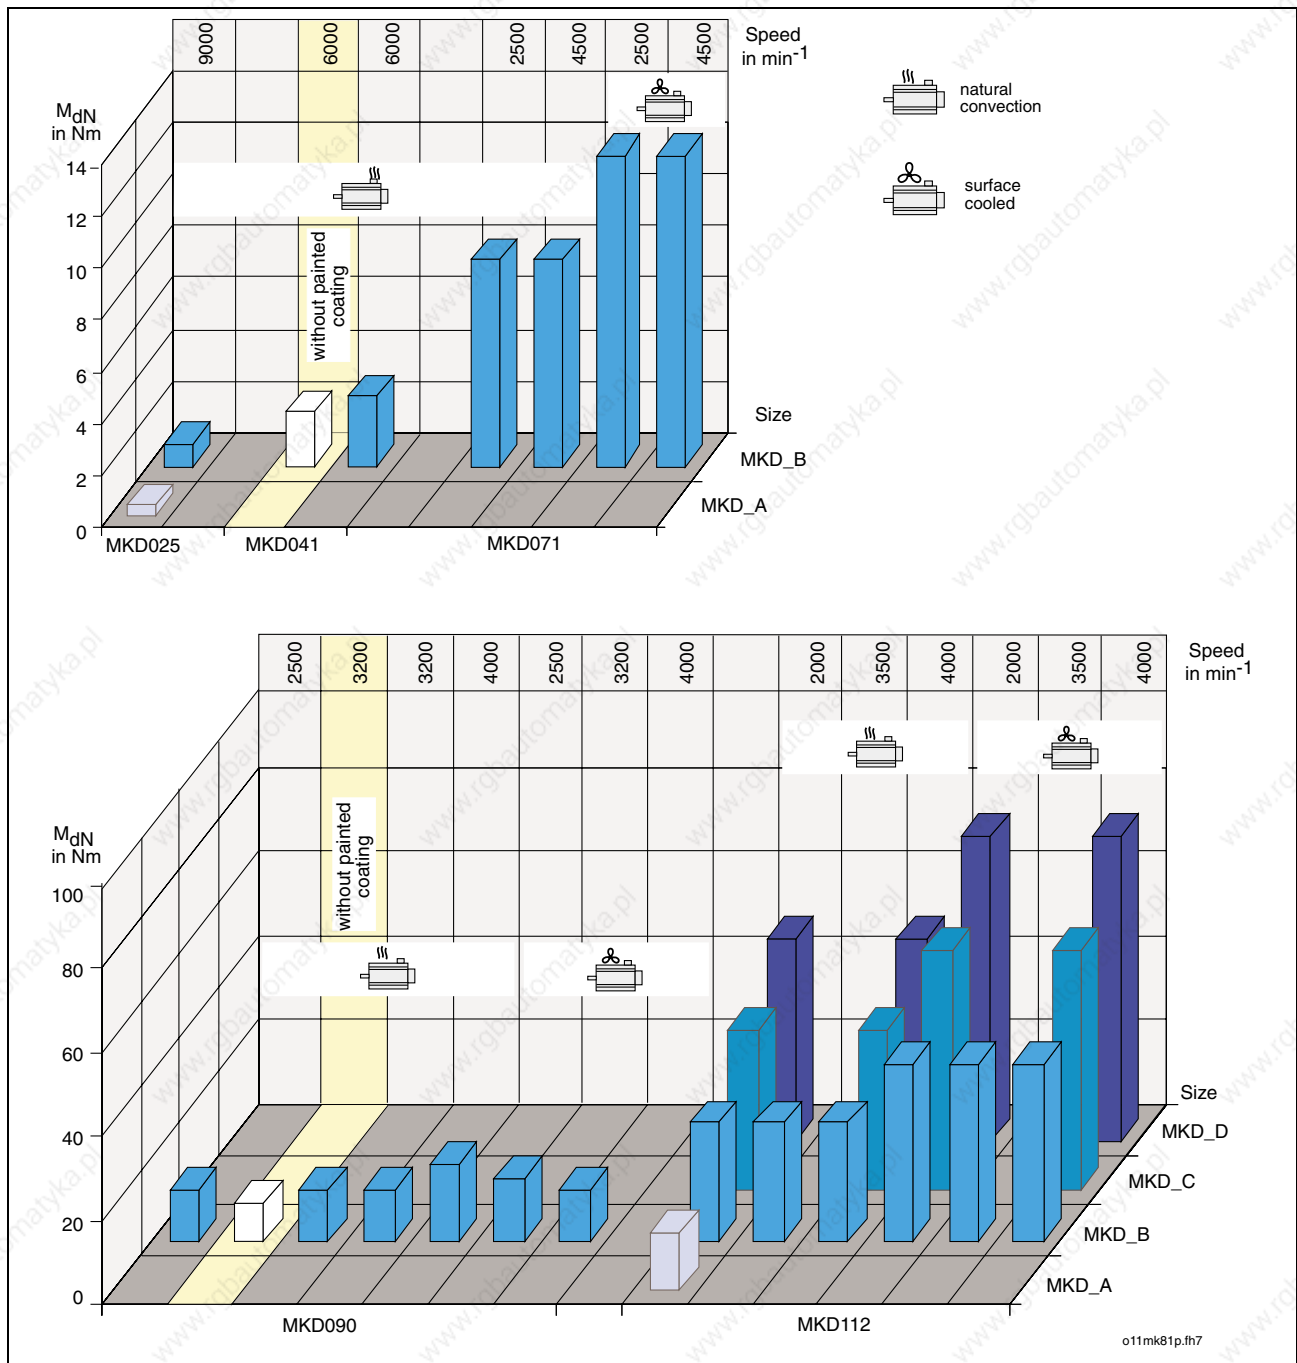 9000
6000
6000
2500
4500
2500
4500
Speed
in min-1
MdN
in Nm
14
12
10
8
6
4
2
0
without painted
coating
natural
convection
surface
cooled
Size
MKD_B
MKD_A
MKD025
MKD041
MKD071
2500
3200
3200
4000
2500
3200
4000
2000
3500
4000
2000
3500
4000
Speed
in min-1
MdN
in Nm
100
80
60
40
20
0
without painted
coating
Size
MKD_D
MKD_C
MKD_B
MKD_A
MKD090
MKD112
o11mk81p.fh7
www.rgbautomatyka.pl